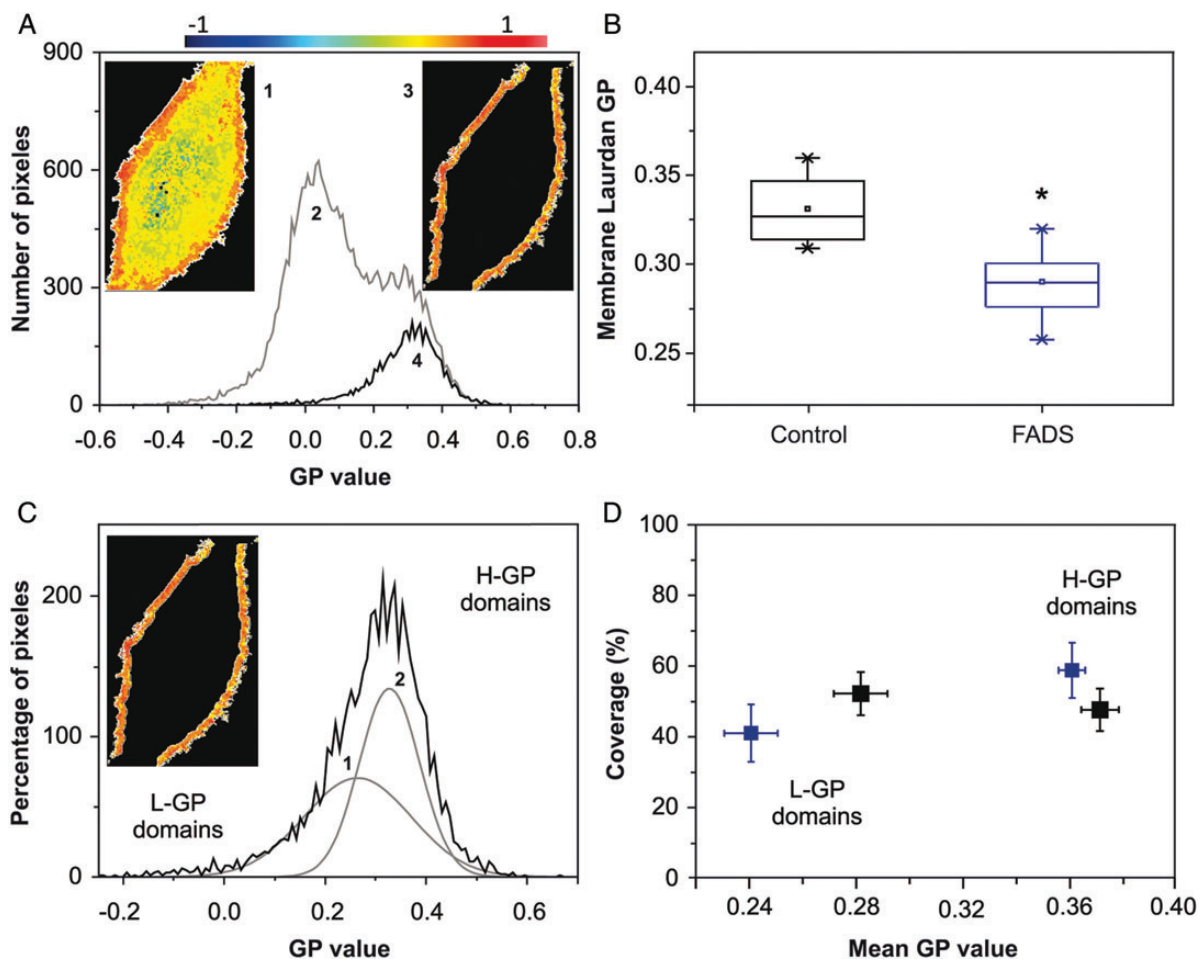 A
-1 1
900
600
300
0
Number of pixeles
1
2
3
4
-0.6 -0.4 -0.2 0.0 0.2 0.4 0.6 0.8
GP value
B
0.40
0.35
0.30
0.25
Membrane Laurdan GP
*
Control FADS
C
200
100
0
Percentage of pixeles
H-GP
domains
L-GP
domains
1
2
-0.2 0.0 0.2 0.4 0.6
GP value
D
100
80
60
40
20
0
Coverage (%)
H-GP
domains
L-GP
domains
0.24 0.28 0.32 0.36 0.40
Mean GP value